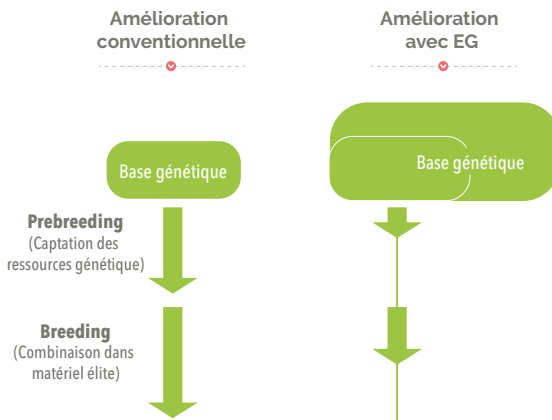 Amélioration
conventionnelle
Amélioration
avec EG
Base génétique
Base génétique
Prebreeding
(Captation des
ressources génétique)
Breeding
(Combinaison dans
matériel élite)